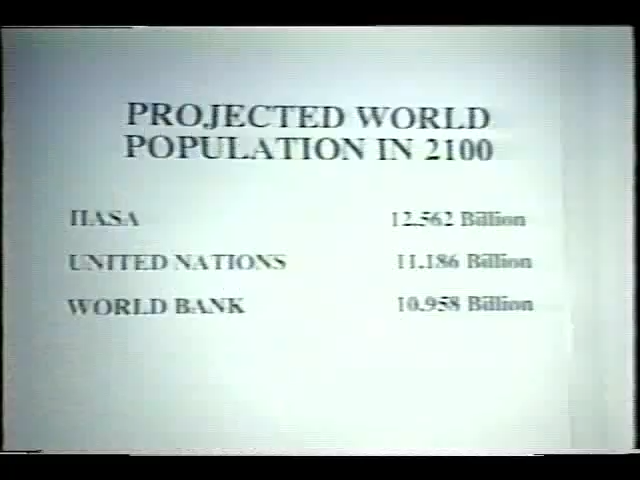 PROJECTED WORLD
POPULATION IN 2100
IIASA 12.562 Billion
UNITED NATIONS 11.186 Billion
WORLD BANK 10.958 Billion